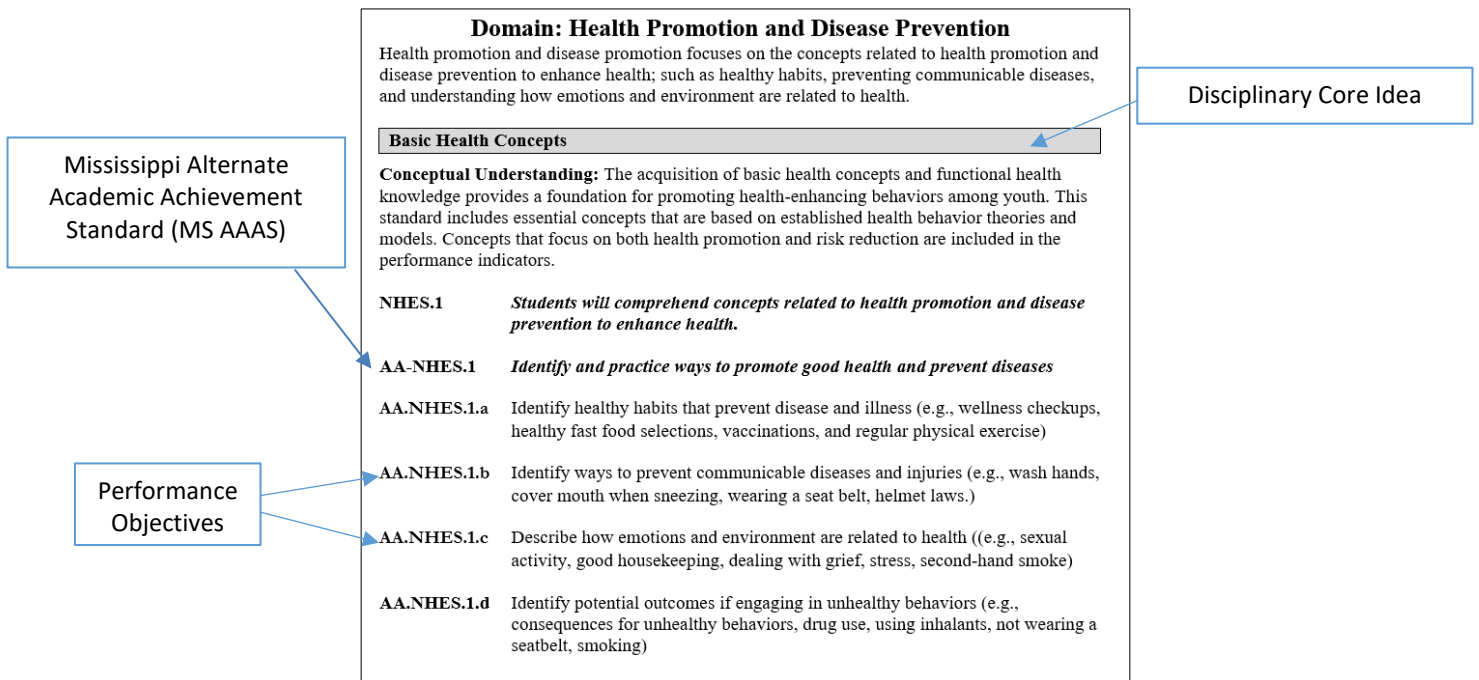 Domain: Health Promotion and Disease Prevention
Health promotion and disease promotion focuses on the concepts related to health promotion and
disease prevention to enhance health; such as healthy habits, preventing communicable diseases,
and understanding how emotions and environment are related to health.
Disciplinary Core Idea
Basic Health Concepts
Mississippi Alternate
Academic Achievement
Standard (MS AAAS)
Conceptual Understanding: The acquisition of basic health concepts and functional health
knowledge provides a foundation for promoting health-enhancing behaviors among youth. This
standard includes essential concepts that are based on established health behavior theories and
models. Concepts that focus on both health promotion and risk reduction are included in the
performance indicators.
NHES.1 Students will comprehend concepts related to health promotion and disease
prevention to enhance health.
AA-NHES.1 Identify and practice ways to promote good health and prevent diseases
AA.NHES.1.a Identify healthy habits that prevent disease and illness (e.g., wellness checkups,
healthy fast food selections, vaccinations, and regular physical exercise)
Performance
Objectives
AA.NHES.1.b Identify ways to prevent communicable diseases and injuries (e.g., wash hands,
cover mouth when sneezing, wearing a seat belt, helmet laws.)
AA.NHES.1.c Describe how emotions and environment are related to health ((e.g., sexual
activity, good housekeeping, dealing with grief, stress, second-hand smoke)
AA.NHES.1.d Identify potential outcomes if engaging in unhealthy behaviors (e.g.,
consequences for unhealthy behaviors, drug use, using inhalants, not wearing a
seatbelt, smoking)